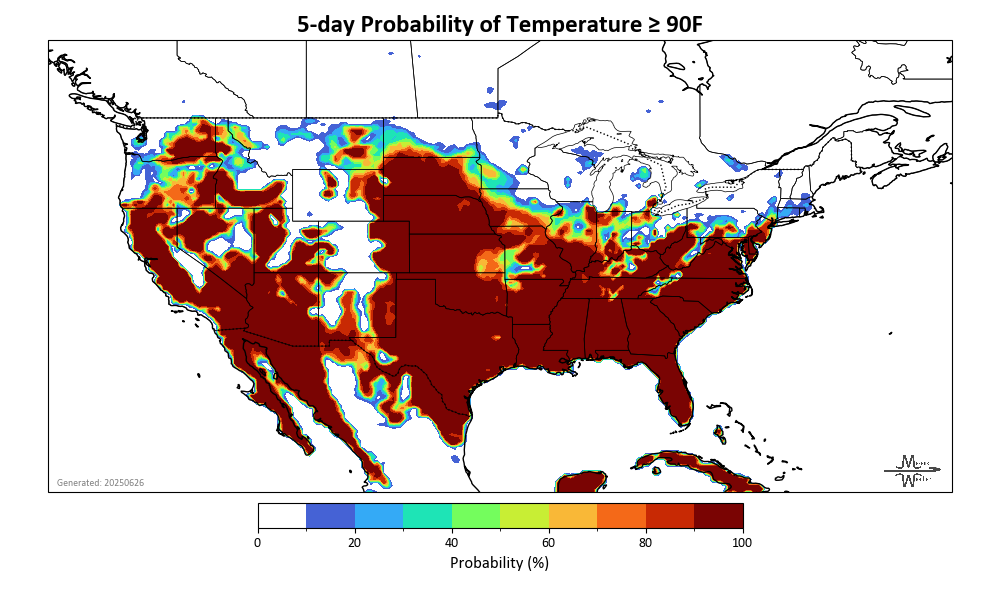 5-day Probability of Temperature ≥ 90F
Generated: 20250626
0 20 40 60 80 100
Probability (%)